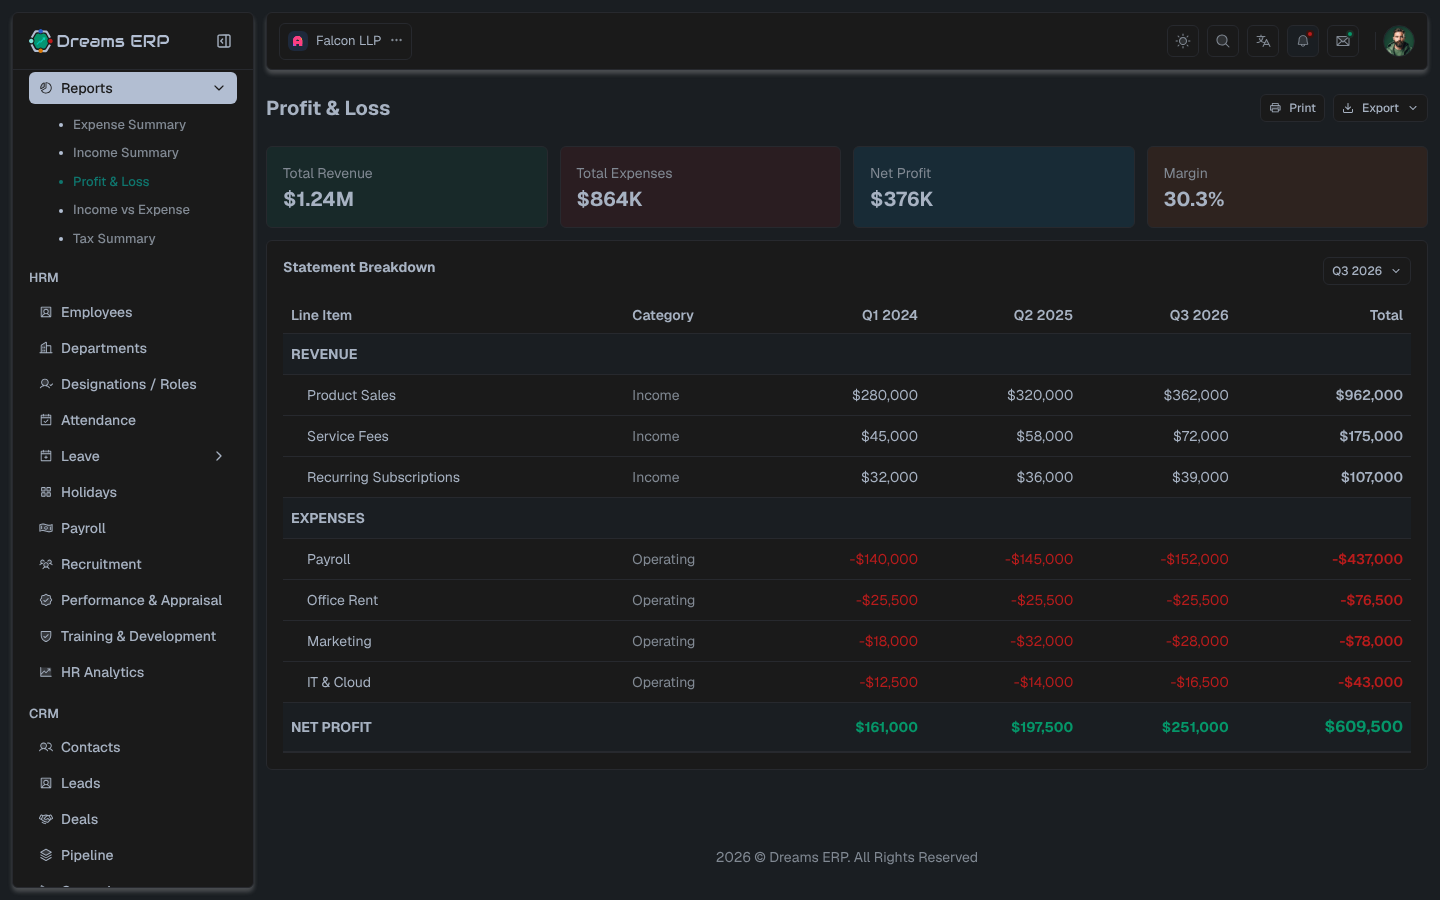 Dreams ERP
Falcon LLP ...
Reports
Expense Summary
Income Summary
Profit & Loss
Income vs Expense
Tax Summary
HRM
Employees
Departments
Designations / Roles
Attendance
Leave
Holidays
Payroll
Recruitment
Performance & Appraisal
Training & Development
HR Analytics
CRM
Contacts
Leads
Deals
Pipeline
Profit & Loss
Print
Export
Total Revenue
$1.24M
Total Expenses
$864K
Net Profit
$376K
Margin
30.3%
Statement Breakdown
Q3 2026
Line Item Category Q1 2024 Q2 2025 Q3 2026 Total
REVENUE
Product Sales Income $280,000 $320,000 $362,000 $962,000
Service Fees Income $45,000 $58,000 $72,000 $175,000
Recurring Subscriptions Income $32,000 $36,000 $39,000 $107,000
EXPENSES
Payroll Operating -$140,000 -$145,000 -$152,000 -$437,000
Office Rent Operating -$25,500 -$25,500 -$25,500 -$76,500
Marketing Operating -$18,000 -$32,000 -$28,000 -$78,000
IT & Cloud Operating -$12,500 -$14,000 -$16,500 -$43,000
NET PROFIT $161,000 $197,500 $251,000 $609,500
2026 © Dreams ERP. All Rights Reserved